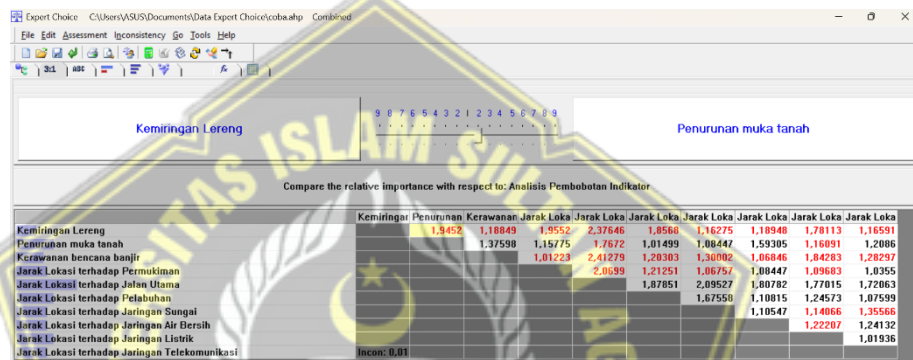 Expert Choice C:\Users\ASUS\Documents\Data Expert Choice\coba.ahp Combined
File Edit Assessment Inconsistency Go Tools Help
3:1 ABC
9 8 7 6 5 4 3 2 1 2 3 4 5 6 7 8 9
Kemiringan Lereng Penurunan muka tanah
Compare the relative importance with respect to: Analisis Pembobotan Indikator
Kemiringar Penurunan Kerawanan Jarak Loka Jarak Loka Jarak Loka Jarak Loka Jarak Loka Jarak Loka Jarak Loka
Kemiringan Lereng 1,9452 1,18849 1,9552 2,37646 1,8568 1,16275 1,18948 1,78113 1,16591
Penurunan muka tanah 1,37598 1,15775 1,7672 1,01499 1,08447 1,59305 1,16091 1,2086
Kerawanan bencana banjir 1,01223 2,41279 1,20303 1,30002 1,06846 1,84283 1,28297
Jarak Lokasi terhadap Permukiman 2,0699 1,21251 1,06757 1,08447 1,09683 1,0355
Jarak Lokasi terhadap Jalan Utama 1,87851 2,09527 1,80782 1,77015 1,72063
Jarak Lokasi terhadap Pelabuhan 1,67558 1,10815 1,24573 1,07599
Jarak Lokasi terhadap Jaringan Sungai 1,10547 1,14066 1,35566
Jarak Lokasi terhadap Jaringan Air Bersih 1,22207 1,24132
Jarak Lokasi terhadap Jaringan Listrik 1,01936
Jarak Lokasi terhadap Jaringan Telekomunikasi Incon: 0,01